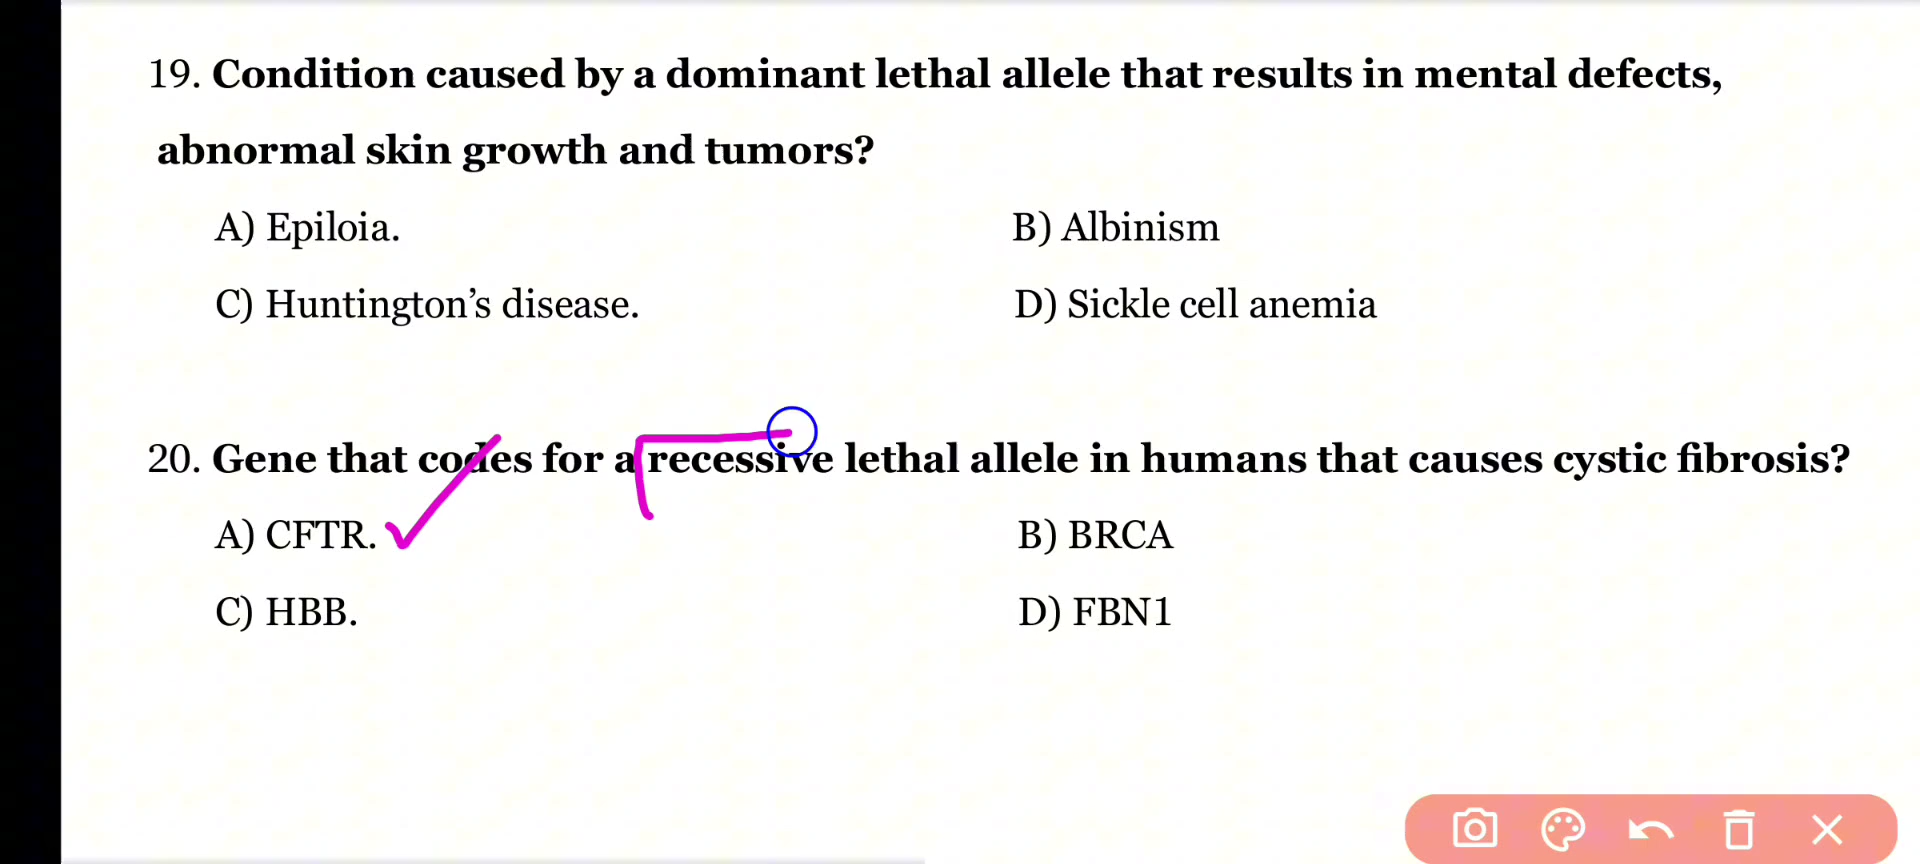 19. Condition caused by a dominant lethal allele that results in mental defects,
abnormal skin growth and tumors?
A) Epiloia.
B) Albinism
C) Huntington’s disease.
D) Sickle cell anemia
20. Gene that codes for a recessive lethal allele in humans that causes cystic fibrosis?
A) CFTR.
B) BRCA
C) HBB.
D) FBN1